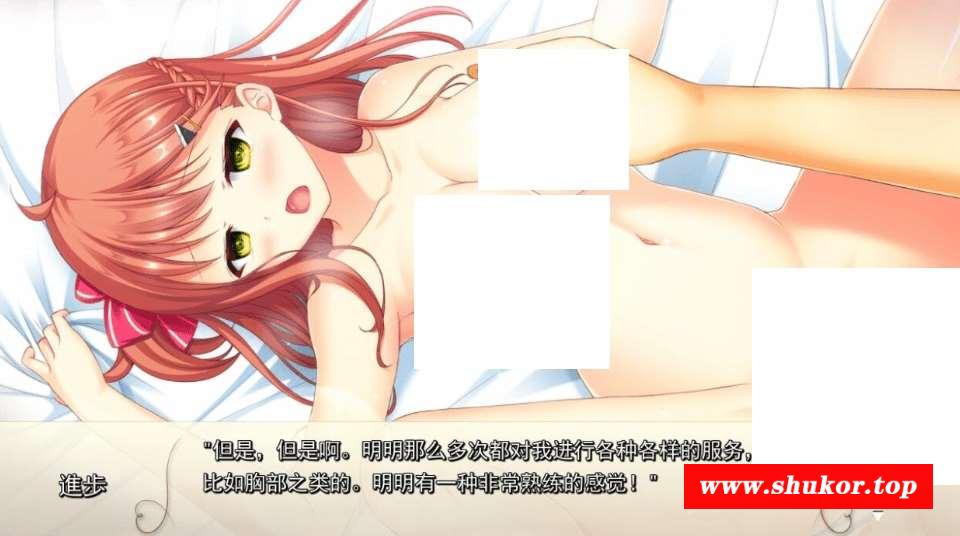 "但是，但是啊。明明那么多次都对我进行各种各样的服务，
進歩
比如胸部之类的。明明有一种非常熟练的感觉！"
www.shukor.top